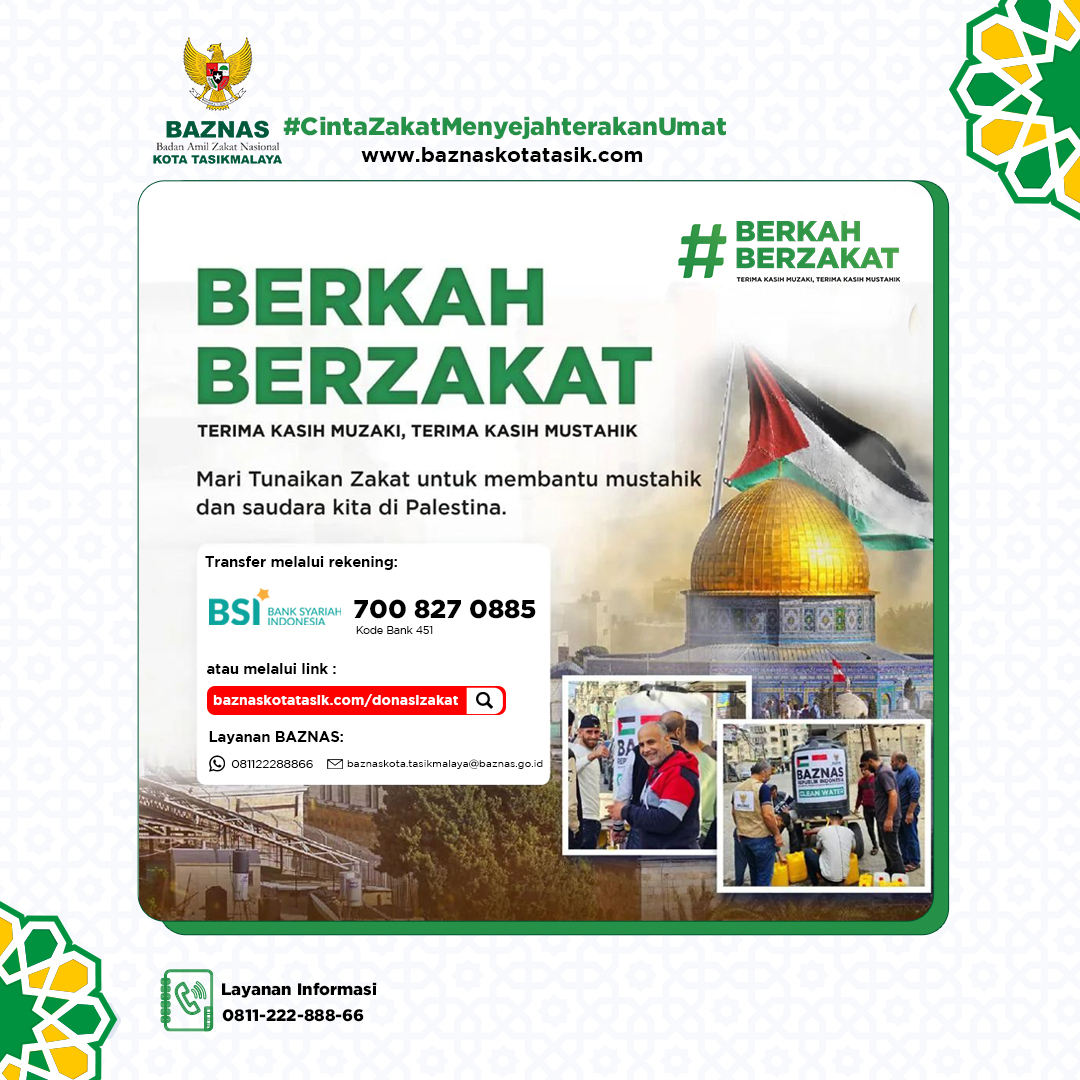 BAZNAS
Badan Amil Zakat Nasional
KOTA TASIKMALAYA
#CintaZakatMenyejahterakanUmat
www.baznaskotatasik.com
# BERKAH
BERZAKAT
TERIMA KASIH MUZAKI, TERIMA KASIH MUSTAHIK
BERKAH
BERZAKAT
TERIMA KASIH MUZAKI, TERIMA KASIH MUSTAHIK
Mari Tunaikan Zakat untuk membantu mustahik
dan saudara kita di Palestina.
Transfer melalui rekening:
BSI BANK SYARIAH
INDONESIA
700 827 0885
Kode Bank 451
atau melalui link :
baznaskotatasik.com/donasizakat
Layanan BAZNAS:
081122288866
baznaskota.tasikmalaya@baznas.go.id
BAZNAS
REPUBLIK INDONESIA
CLEAN WATER
Layanan Informasi
0811-222-888-66